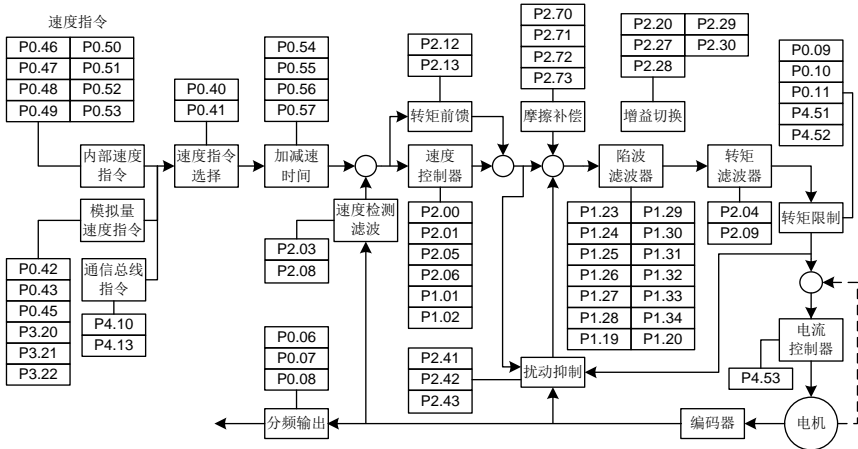 速度指令
P0.46 P0.50
P0.47 P0.51
P0.48 P0.52
P0.49 P0.53
P0.40
P0.41
P0.54
P0.55
P0.56
P0.57
P2.12
P2.13
P2.70
P2.71
P2.72
P2.73
P2.20 P2.29
P2.27 P2.30
P2.28
P0.09
P0.10
P0.11
P4.51
P4.52
转矩前馈
摩擦补偿
增益切换
内部速度
指令
速度指令
选择
加减速
时间
速度
控制器
陷波
滤波器
转矩
滤波器
转矩限制
模拟量
速度指令
速度检测
滤波
P2.03
P2.08
P2.00
P2.01
P2.05
P2.06
P1.01
P1.02
P1.23 P1.29
P1.24 P1.30
P1.25 P1.31
P1.26 P1.32
P1.27 P1.33
P1.28 P1.34
P1.19 P1.20
P2.04
P2.09
P0.42
P0.43
P0.45
P3.20
P3.21
P3.22
通信总线
指令
P4.10
P4.13
P0.06
P0.07
P0.08
P2.41
P2.42
P2.43
扰动抑制
电流
控制器
P4.53
分频输出
编码器
电机